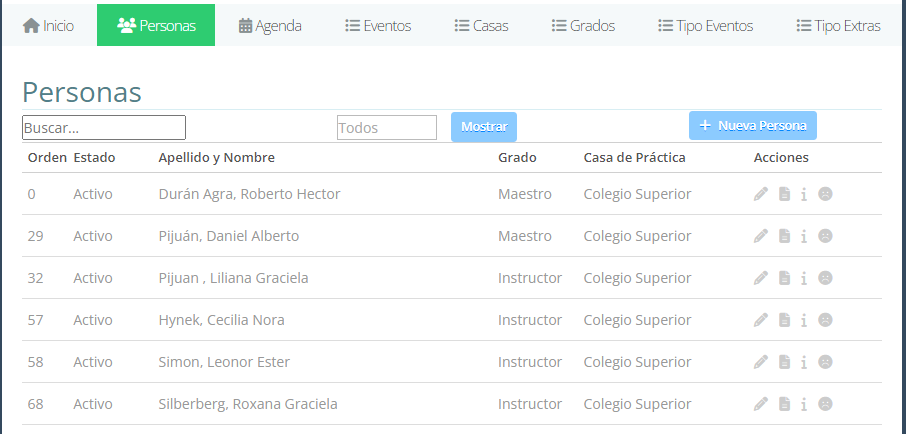 Inicio Personas Agenda Eventos Casas Grados Tipo Eventos Tipo Extras
Personas
Buscar... Todos Mostrar + Nueva Persona
Orden Estado Apellido y Nombre Grado Casa de Práctica Acciones
0 Activo Durán Agra, Roberto Hector Maestro Colegio Superior
29 Activo Pijuán, Daniel Alberto Maestro Colegio Superior
32 Activo Pijuan , Liliana Graciela Instructor Colegio Superior
57 Activo Hynek, Cecilia Nora Instructor Colegio Superior
58 Activo Simon, Leonor Ester Instructor Colegio Superior
68 Activo Silberberg, Roxana Graciela Instructor Colegio Superior